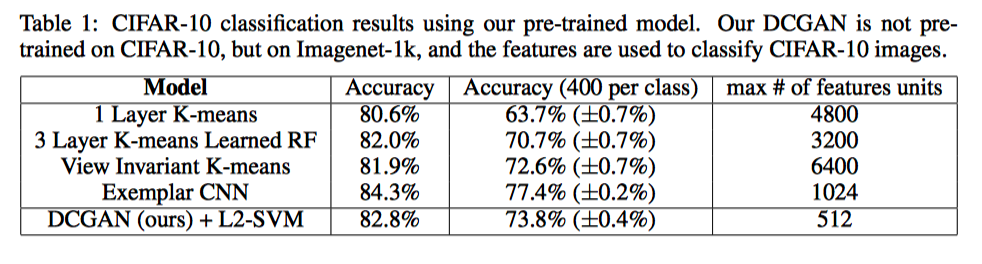 Table 1: CIFAR-10 classification results using our pre-trained model. Our DCGAN is not pre-
trained on CIFAR-10, but on Imagenet-1k, and the features are used to classify CIFAR-10 images.
Model Accuracy Accuracy (400 per class) max # of features units
1 Layer K-means 80.6% 63.7% (±0.7%) 4800
3 Layer K-means Learned RF 82.0% 70.7% (±0.7%) 3200
View Invariant K-means 81.9% 72.6% (±0.7%) 6400
Exemplar CNN 84.3% 77.4% (±0.2%) 1024
DCGAN (ours) + L2-SVM 82.8% 73.8% (±0.4%) 512